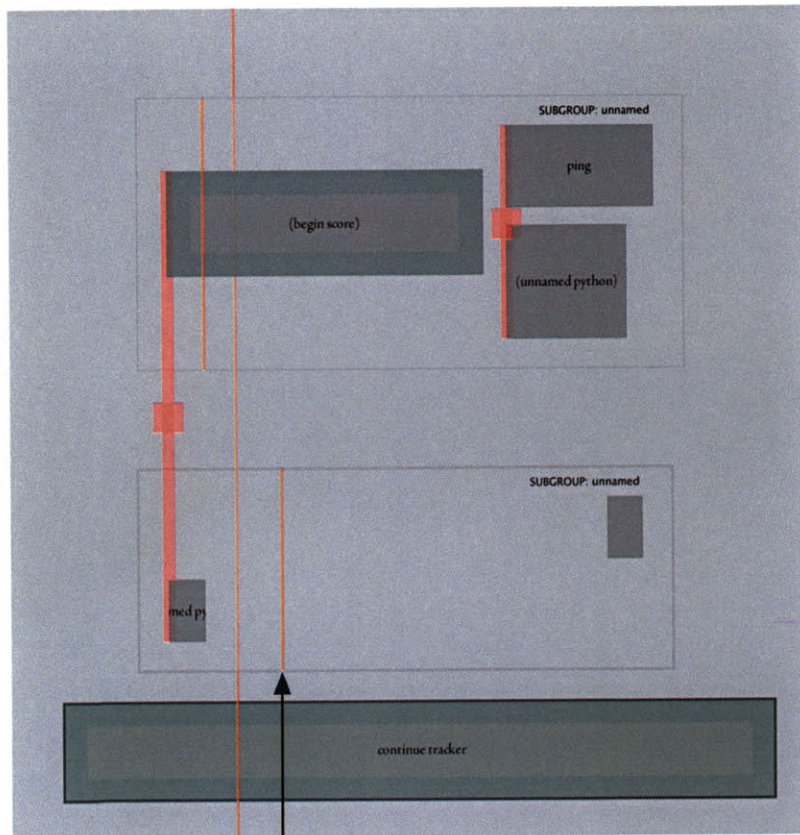 SUBGROUP: unnamed
ping
(begin score)
(unnamed python)
SUBGROUP: unnamed
med py
continue tracker